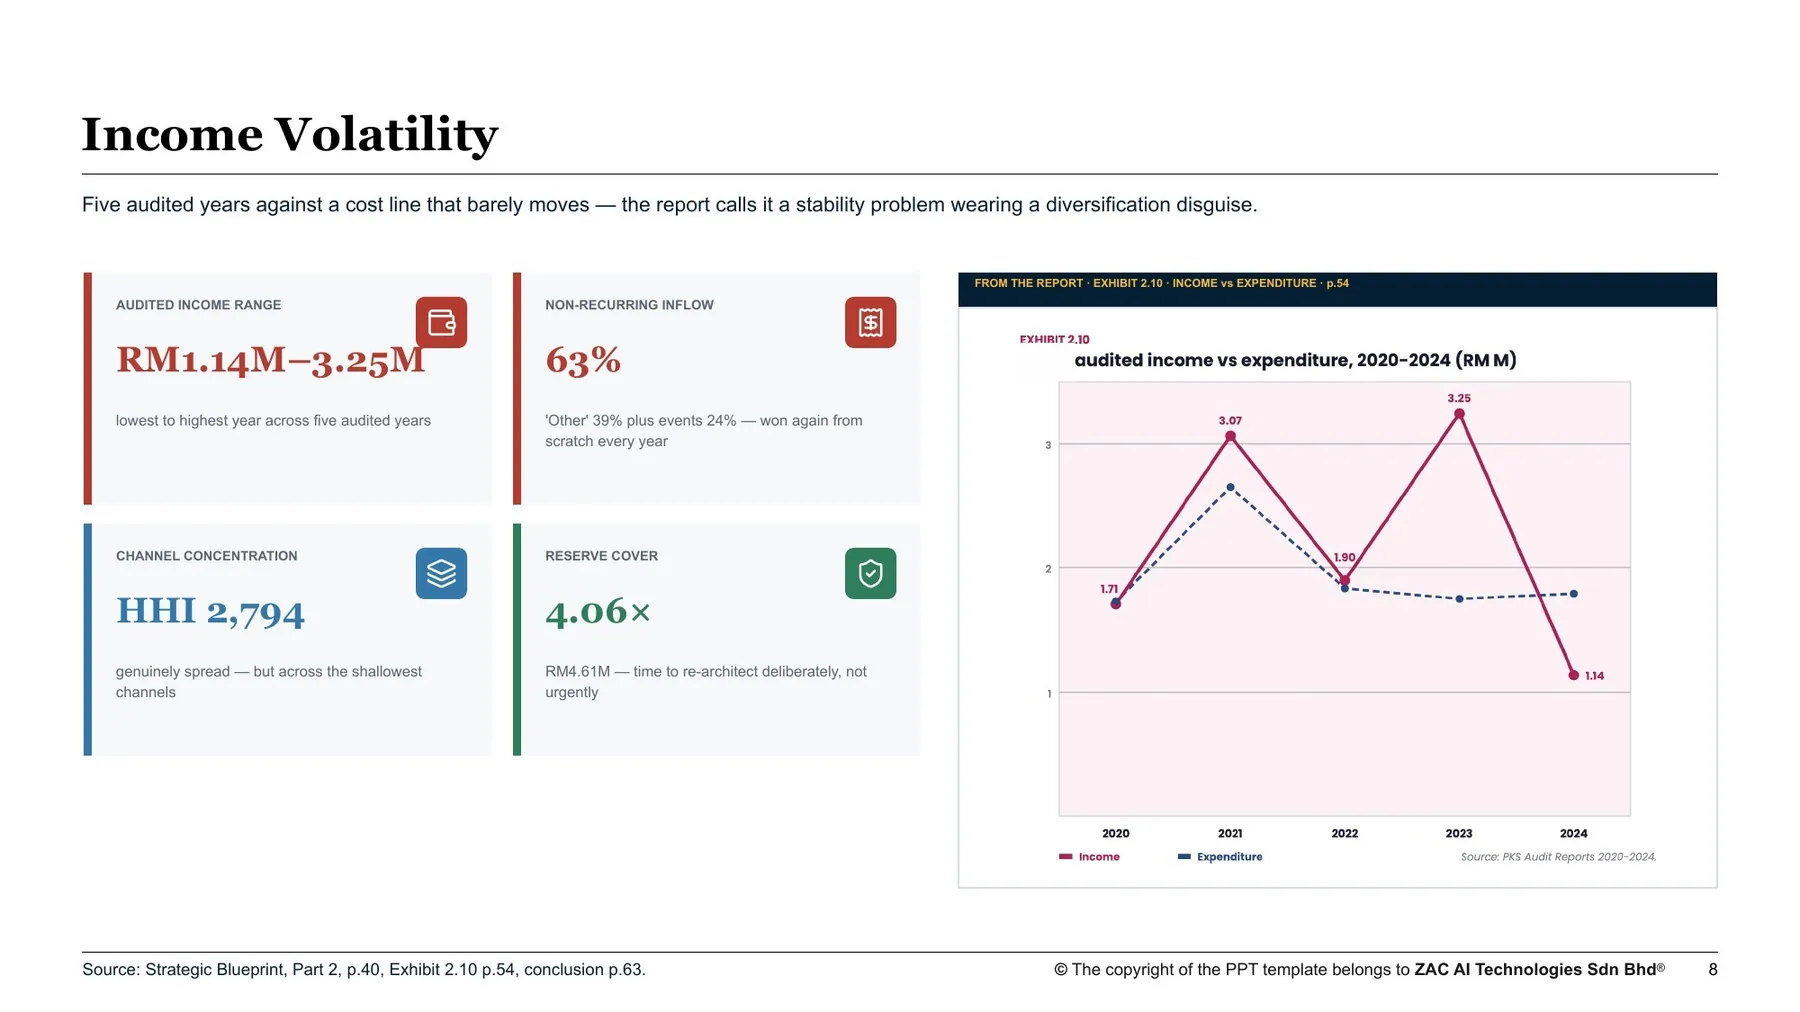 Income Volatility
Five audited years against a cost line that barely moves — the report calls it a stability problem wearing a diversification disguise.
AUDITED INCOME RANGE
RM1.14M–3.25M
lowest to highest year across five audited years
NON-RECURRING INFLOW
63%
'Other' 39% plus events 24% — won again from
scratch every year
CHANNEL CONCENTRATION
HHI 2,794
genuinely spread — but across the shallowest
channels
RESERVE COVER
4.06×
RM4.61M — time to re-architect deliberately, not
urgently
FROM THE REPORT · EXHIBIT 2.10 · INCOME vs EXPENDITURE · p.54
EXHIBIT 2.10
audited income vs expenditure, 2020-2024 (RM M)
3.25
3.07
3
1.90
2
1.71
1.14
1
2020 2021 2022 2023 2024
Income Expenditure Source: PKS Audit Reports 2020-2024.
Source: Strategic Blueprint, Part 2, p.40, Exhibit 2.10 p.54, conclusion p.63.
© The copyright of the PPT template belongs to ZAC AI Technologies Sdn Bhd® 8